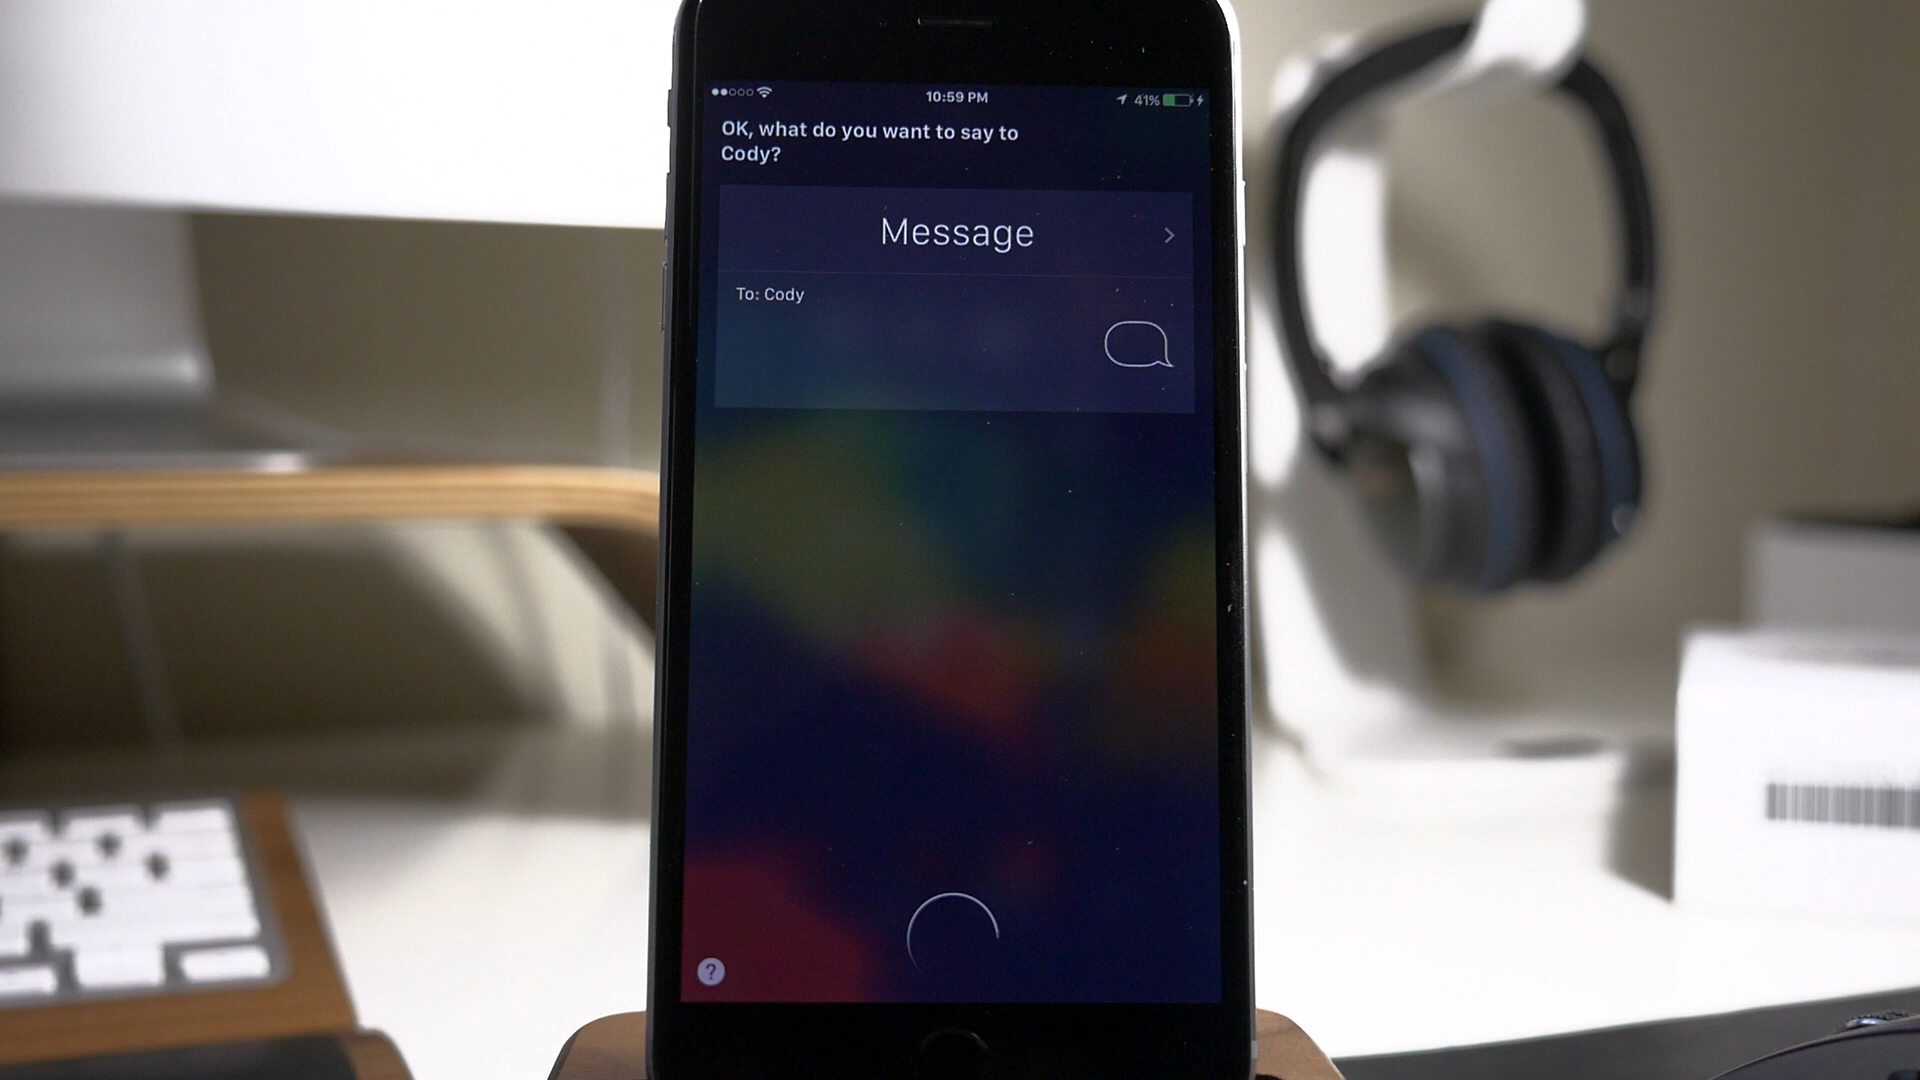 10:59 PM
41%
OK, what do you want to say to
Cody?
Message
To: Cody
?